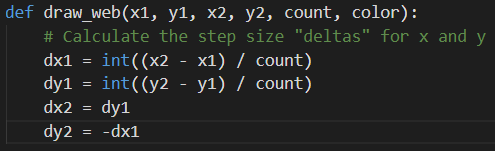 def draw_web(x1, y1, x2, y2, count, color):
    # Calculate the step size "deltas" for x and y
    dx1 = int((x2 - x1) / count)
    dy1 = int((y2 - y1) / count)
    dx2 = dy1
    dy2 = -dx1